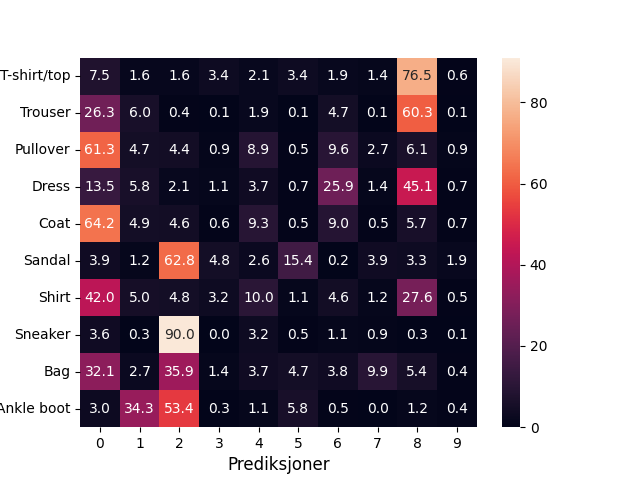 T-shirt/top 7.5 1.6 1.6 3.4 2.1 3.4 1.9 1.4 76.5 0.6
Trouser 26.3 6.0 0.4 0.1 1.9 0.1 4.7 0.1 60.3 0.1
Pullover 61.3 4.7 4.4 0.9 8.9 0.5 9.6 2.7 6.1 0.9
Dress 13.5 5.8 2.1 1.1 3.7 0.7 25.9 1.4 45.1 0.7
Coat 64.2 4.9 4.6 0.6 9.3 0.5 9.0 0.5 5.7 0.7
Sandal 3.9 1.2 62.8 4.8 2.6 15.4 0.2 3.9 3.3 1.9
Shirt 42.0 5.0 4.8 3.2 10.0 1.1 4.6 1.2 27.6 0.5
Sneaker 3.6 0.3 90.0 0.0 3.2 0.5 1.1 0.9 0.3 0.1
Bag 32.1 2.7 35.9 1.4 3.7 4.7 3.8 9.9 5.4 0.4
Ankle boot 3.0 34.3 53.4 0.3 1.1 5.8 0.5 0.0 1.2 0.4
0 1 2 3 4 5 6 7 8 9
Prediksjoner
80
60
40
20
0